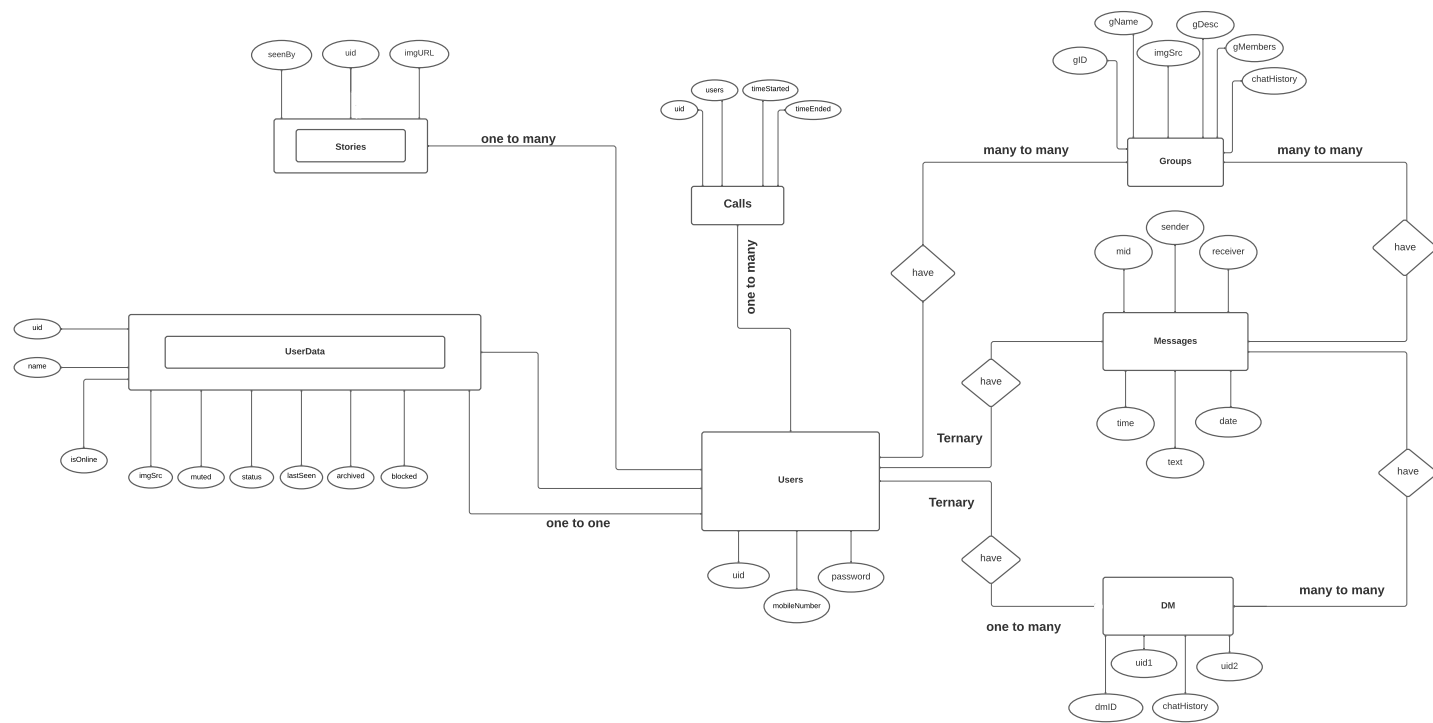 gName
gDesc
gID
imgSrc
gMembers
chatHistory
seenBy
uid
imgURL
users
timeStarted
uid
timeEnded
one to many
Stories
many to many
Groups
many to many
Calls
one to many
sender
mid
receiver
have
have
uid
name
UserData
Messages
have
isOnline
imgSrc
muted
status
lastSeen
archived
blocked
time
date
text
Ternary
Users
have
Ternary
one to one
have
uid
mobileNumber
password
one to many
DM
many to many
uid1
uid2
dmID
chatHistory